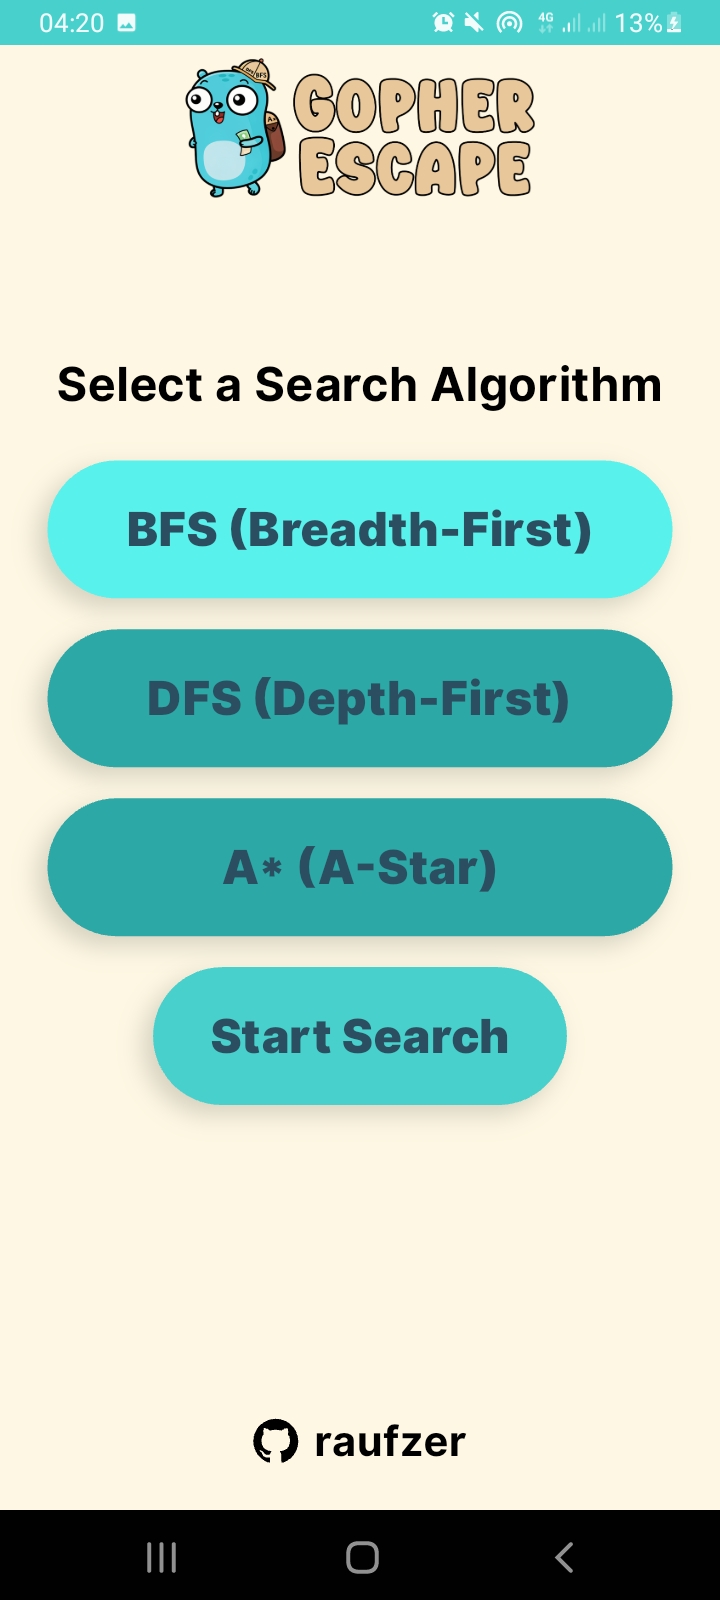 04:20
4G
13%
BFS
A*
GOPHER
ESCAPE
Select a Search Algorithm
BFS (Breadth-First)
DFS (Depth-First)
A* (A-Star)
Start Search
raufzer